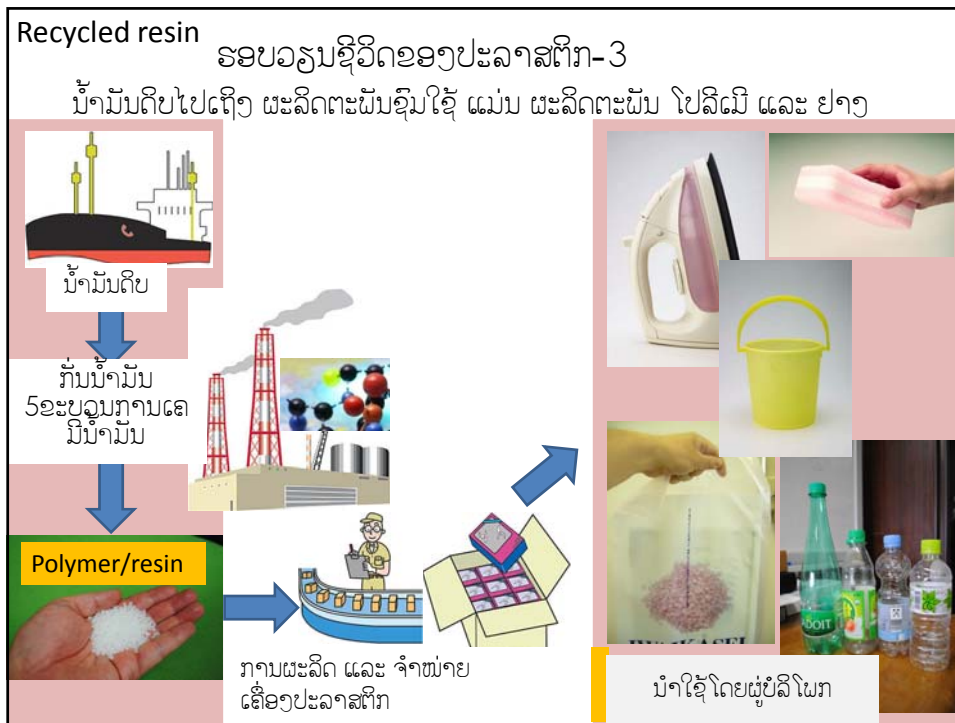 Recycled resin
ຮອບວຽນຊີວິດຂອງປະລາສຕິກ-3
ນ້ຳມັນດິບໄປເຖິງ ຜະລິດຕະພັນຊົມໃຊ້ ແມ່ນ ຜະລິດຕະພັນ ໂປລີເມີ ແລະ ຢາງ
ນ້ຳມັນດິບ
ກັ່ນນ້ຳມັນ
5ຂະບວນການເຄ
ມີນ້ຳມັນ
Polymer/resin
ການຜະລິດ ແລະ ຈຳໜ່າຍ
ເຄື່ອງປະລາສຕິກ
ນຳໃຊ້ໂດຍຜູ່ບໍລິໂພກ